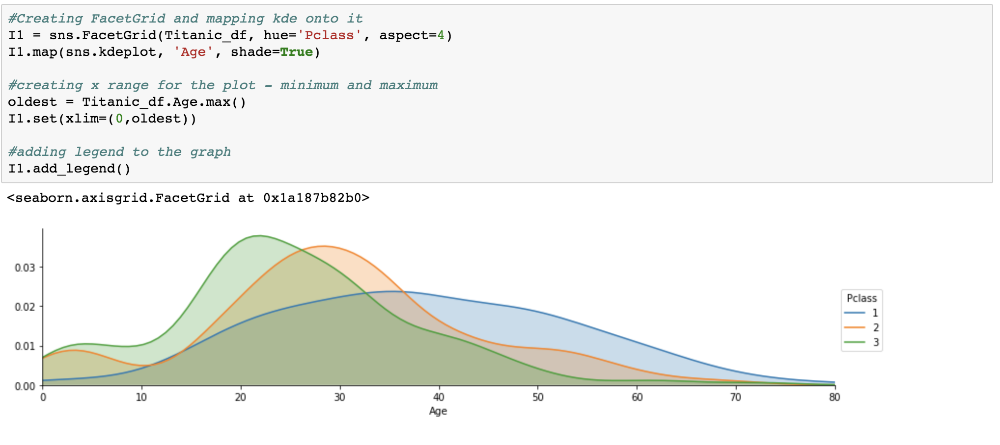 #Creating FacetGrid and mapping kde onto it
I1 = sns.FacetGrid(Titanic_df, hue='Pclass', aspect=4)
I1.map(sns.kdeplot, 'Age', shade=True)
#creating x range for the plot – minimum and maximum
oldest = Titanic_df.Age.max()
I1.set(xlim=(0,oldest))
#adding legend to the graph
I1.add_legend()
<seaborn.axisgrid.FacetGrid at 0x1a187b82b0>
0.03
0.02
0.01
0.00
0 10 20 30 40 50 60 70 80
Age
Pclass
1
2
3